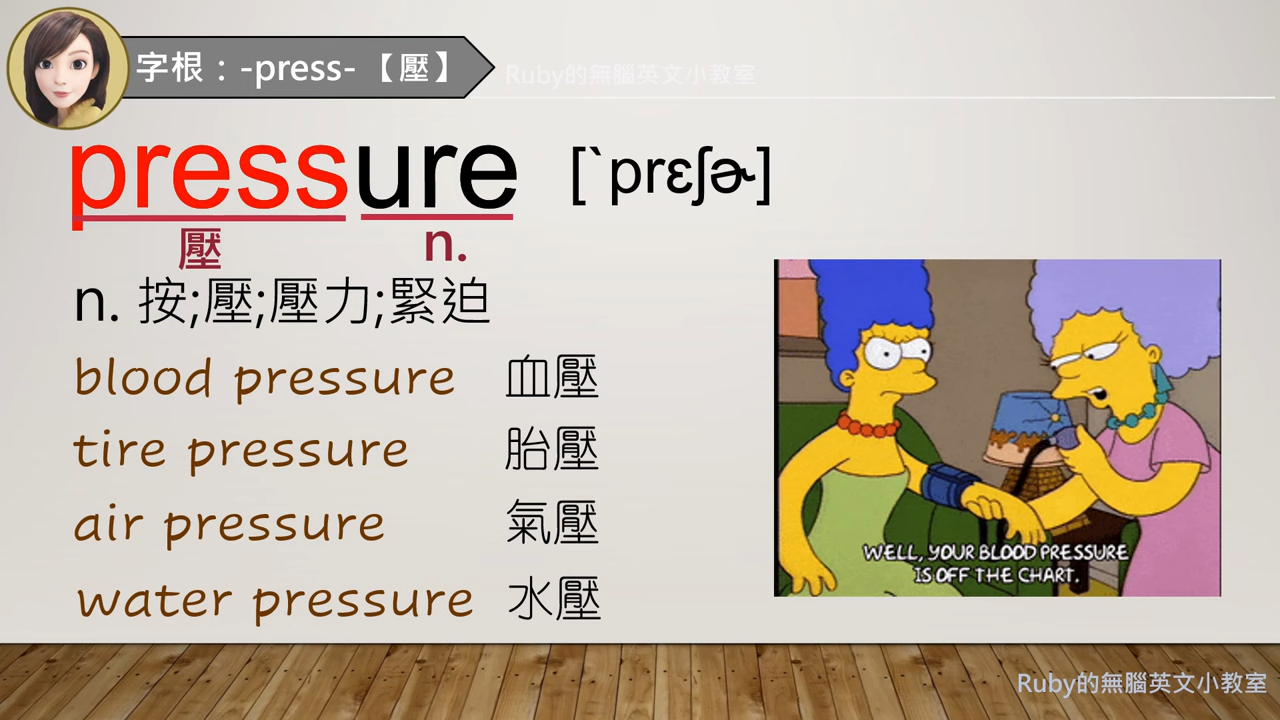 字根：-press- 【壓】
Ruby的無腦英文小教室
pressure [ˋprɛʃɚ]
壓 n.
n. 按;壓;壓力;緊迫
blood pressure 血壓
tire pressure 胎壓
air pressure 氣壓
water pressure 水壓
WELL, YOUR BLOOD PRESSURE
IS OFF THE CHART.
Ruby的無腦英文小教室